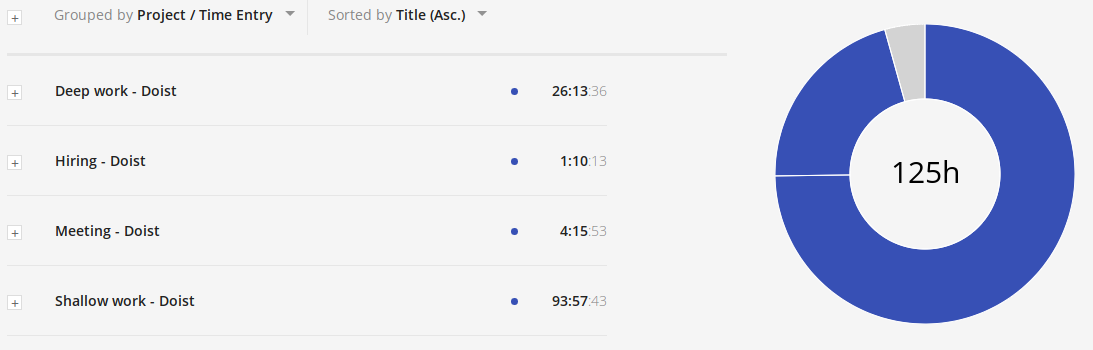 Grouped by Project / Time Entry
Sorted by Title (Asc.)
Deep work - Doist 26:13:36
Hiring - Doist 1:10:13
Meeting - Doist 4:15:53
Shallow work - Doist 93:57:43
125h